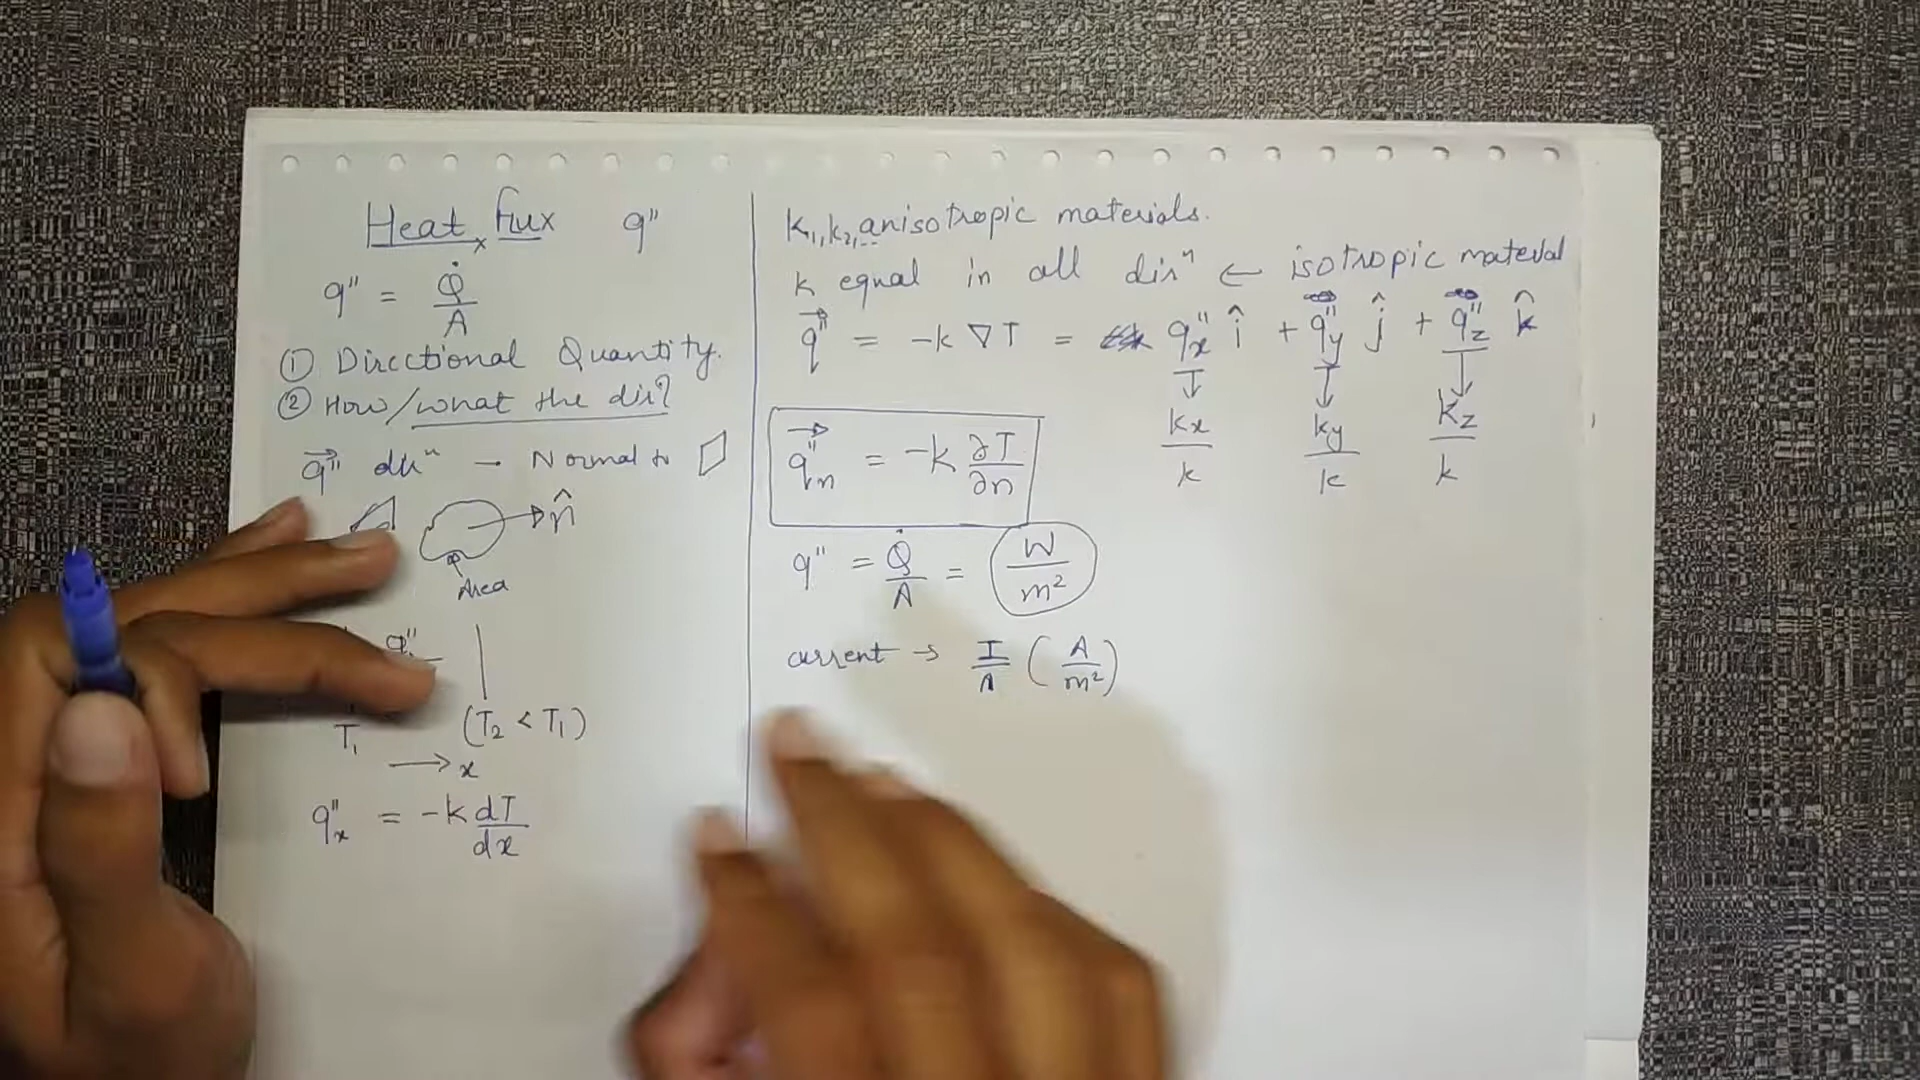 Heat Flux q"
q" = Q̇/A
① Directional Quantity.
② How/what the dirⁿ?
q⃗" dirⁿ – Normal to
n̂
Area
q"
T₁ (T₂ < T₁)
→ x
q"ₓ = -k dT/dx
K₁, k₂, anisotropic materials.
k equal in all dirⁿ ← isotropic material
q⃗" = -k ∇T = q"ₓ î + q"y ĵ + q"z k̂
kx ky kz
k k k
q⃗"n = -k ∂T/∂n
q" = Q̇/A = W/m²
current → I/A (A/m²)